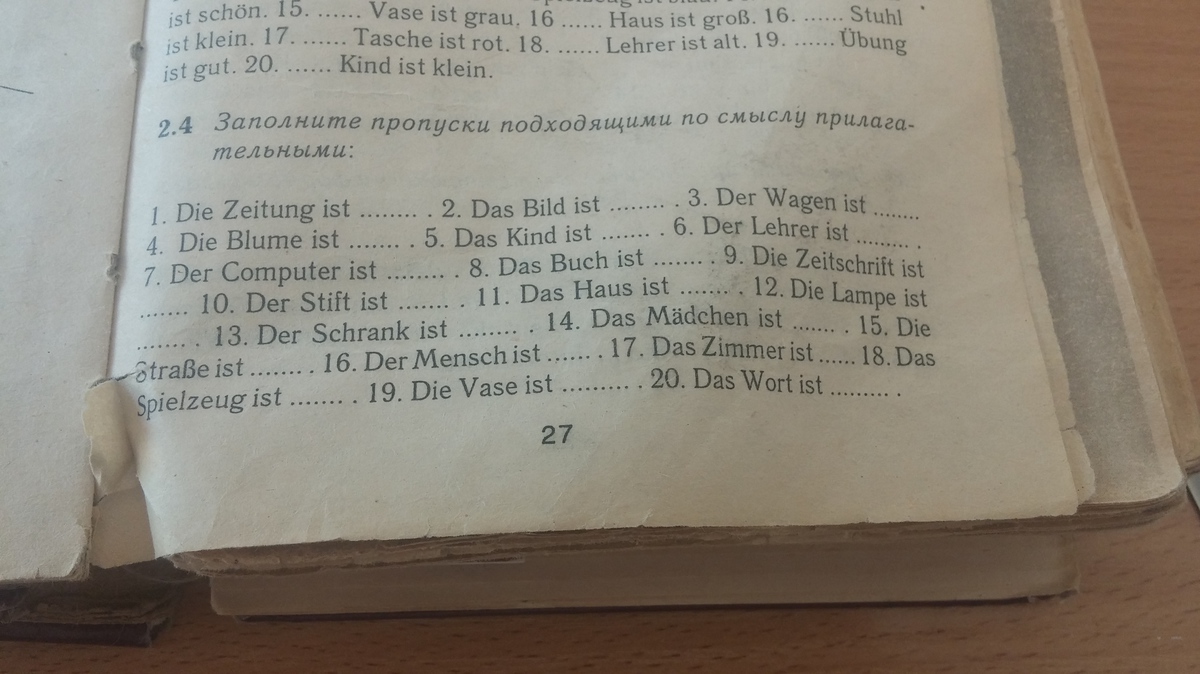 ist schön. 15. ...... Vase ist grau. 16 ...... Haus ist groß. 16. ...... Stuhl
ist klein. 17. ...... Tasche ist rot. 18. ...... Lehrer ist alt. 19. ...... Übung
ist gut. 20. ...... Kind ist klein.
2.4 Заполните пропуски подходящими по смыслу прилага-
тельными:
1. Die Zeitung ist ........ . 2. Das Bild ist ........ . 3. Der Wagen ist ........
4. Die Blume ist ........ . 5. Das Kind ist ........ . 6. Der Lehrer ist ......... .
7. Der Computer ist ........ . 8. Das Buch ist ........ . 9. Die Zeitschrift ist
........ 10. Der Stift ist ........ . 11. Das Haus ist ........ . 12. Die Lampe ist
........ . 13. Der Schrank ist ........ . 14. Das Mädchen ist ........ . 15. Die
Straße ist ........ . 16. Der Mensch ist ....... . 17. Das Zimmer ist ...... 18. Das
Spielzeug ist ........ . 19. Die Vase ist .......... . 20. Das Wort ist ......... .
27